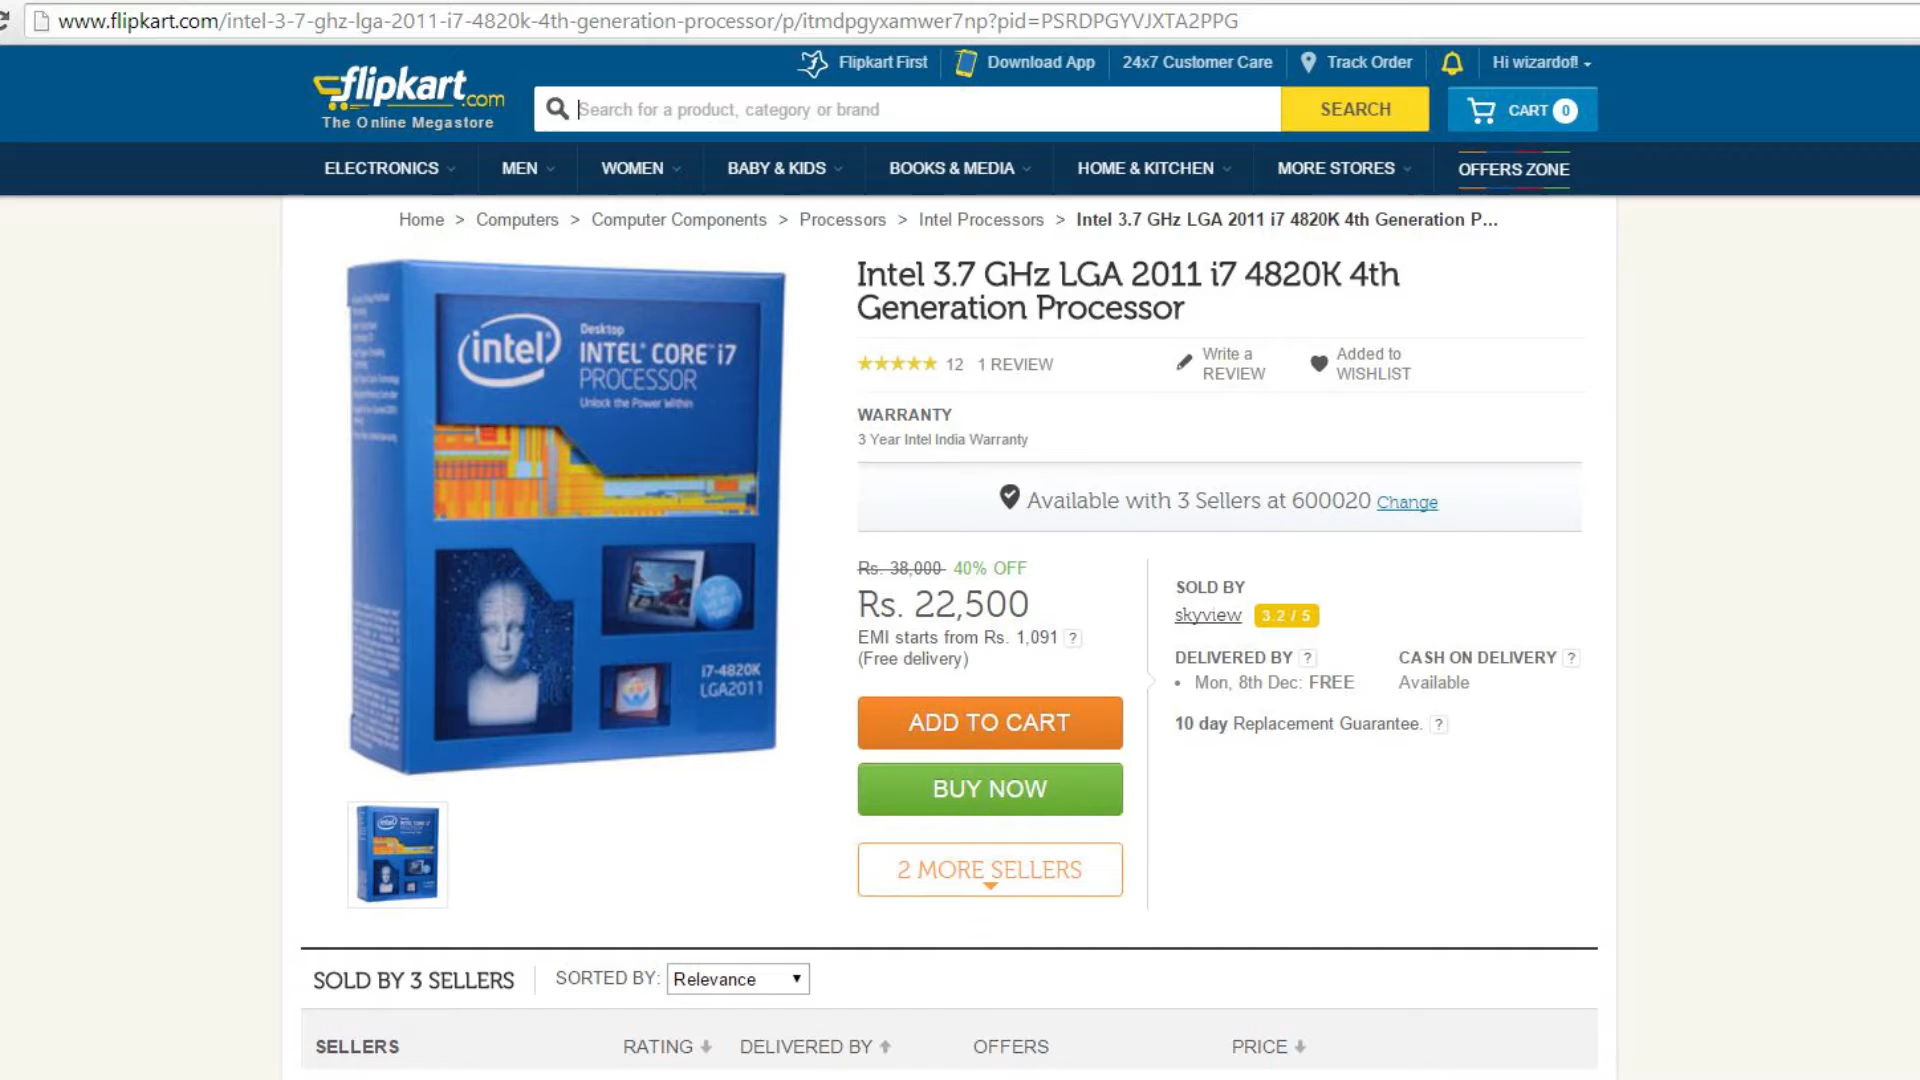 www.flipkart.com/intel-3-7-ghz-lga-2011-i7-4820k-4th-generation-processor/p/itmdpgyxamwer7np?pid=PSRDPGYVJXTA2PPG
Flipkart First
Download App
24x7 Customer Care
Track Order
Hi wizardof!
flipkart.com
The Online Megastore
Search for a product, category or brand
SEARCH
CART 0
ELECTRONICS
MEN
WOMEN
BABY & KIDS
BOOKS & MEDIA
HOME & KITCHEN
MORE STORES
OFFERS ZONE
Home > Computers > Computer Components > Processors > Intel Processors > Intel 3.7 GHz LGA 2011 i7 4820K 4th Generation P...
intel
Desktop
INTEL® CORE™ i7
PROCESSOR
Unlock the Power Within
i7-4820K
LGA2011
Intel 3.7 GHz LGA 2011 i7 4820K 4th
Generation Processor
12
1 REVIEW
Write a
REVIEW
Added to
WISHLIST
WARRANTY
3 Year Intel India Warranty
Available with 3 Sellers at 600020 Change
Rs. 38,000 40% OFF
Rs. 22,500
EMI starts from Rs. 1,091 ?
(Free delivery)
ADD TO CART
BUY NOW
2 MORE SELLERS
SOLD BY
skyview 3.2 / 5
DELIVERED BY ?
• Mon, 8th Dec: FREE
CASH ON DELIVERY ?
Available
10 day Replacement Guarantee. ?
SOLD BY 3 SELLERS
SORTED BY: Relevance
SELLERS
RATING
DELIVERED BY
OFFERS
PRICE